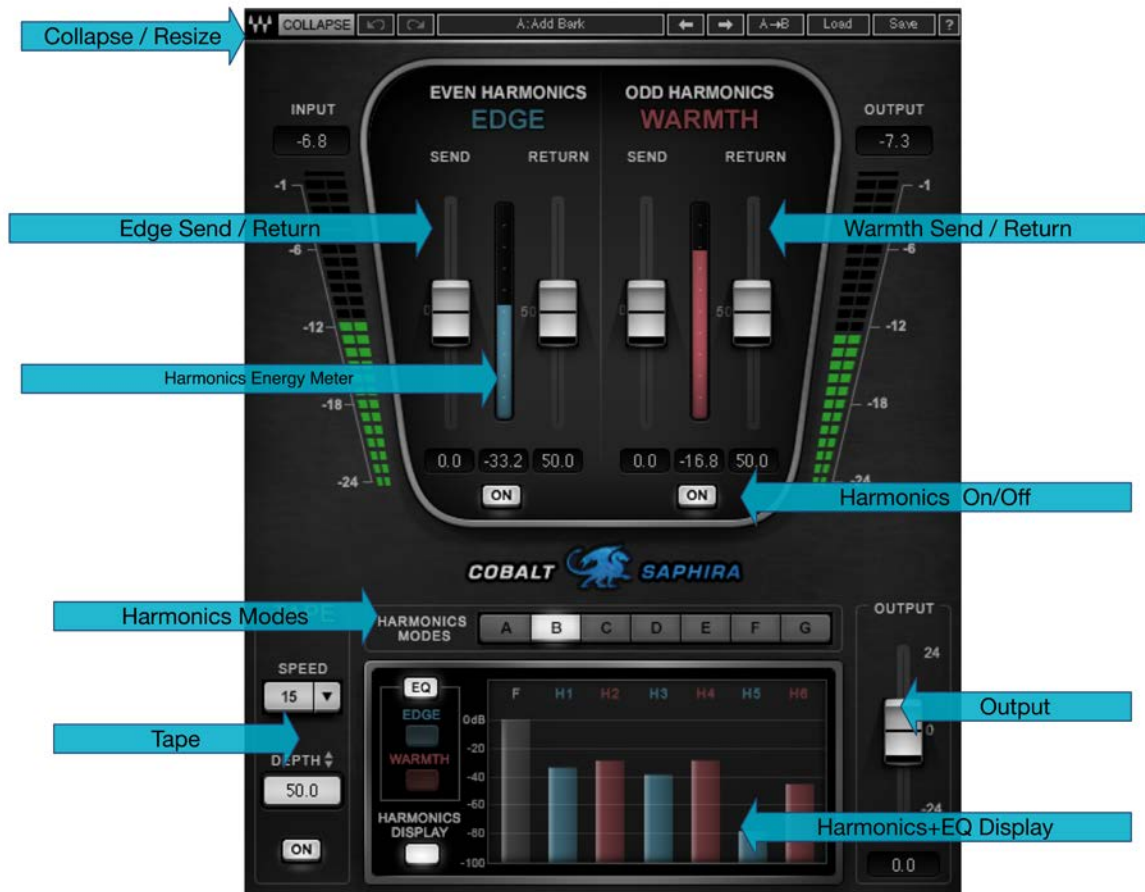 COLLAPSE A:Add Bark A→B Load Save ?
Collapse / Resize
INPUT
-6.8
EVEN HARMONICS
EDGE
SEND RETURN
ODD HARMONICS
WARMTH
SEND RETURN
OUTPUT
-7.3
-1
-1
Edge Send / Return
Warmth Send / Return
-6
-6
0 50 0 50
-12
-12
Harmonics Energy Meter
-18
-18
0.0 -33.2 50.0
0.0 -16.8 50.0
-24
-24
ON
ON
Harmonics On/Off
COBALT SAPHIRA
Harmonics Modes
HARMONICS
MODES
A B C D E F G
OUTPUT
SPEED
15
Tape
DEPTH
50.0
ON
EQ
EDGE
WARMTH
HARMONICS
DISPLAY
F H1 H2 H3 H4 H5 H6
0dB
-20
-40
-60
-80
-100
Harmonics+EQ Display
24
Output
0
-24
0.0